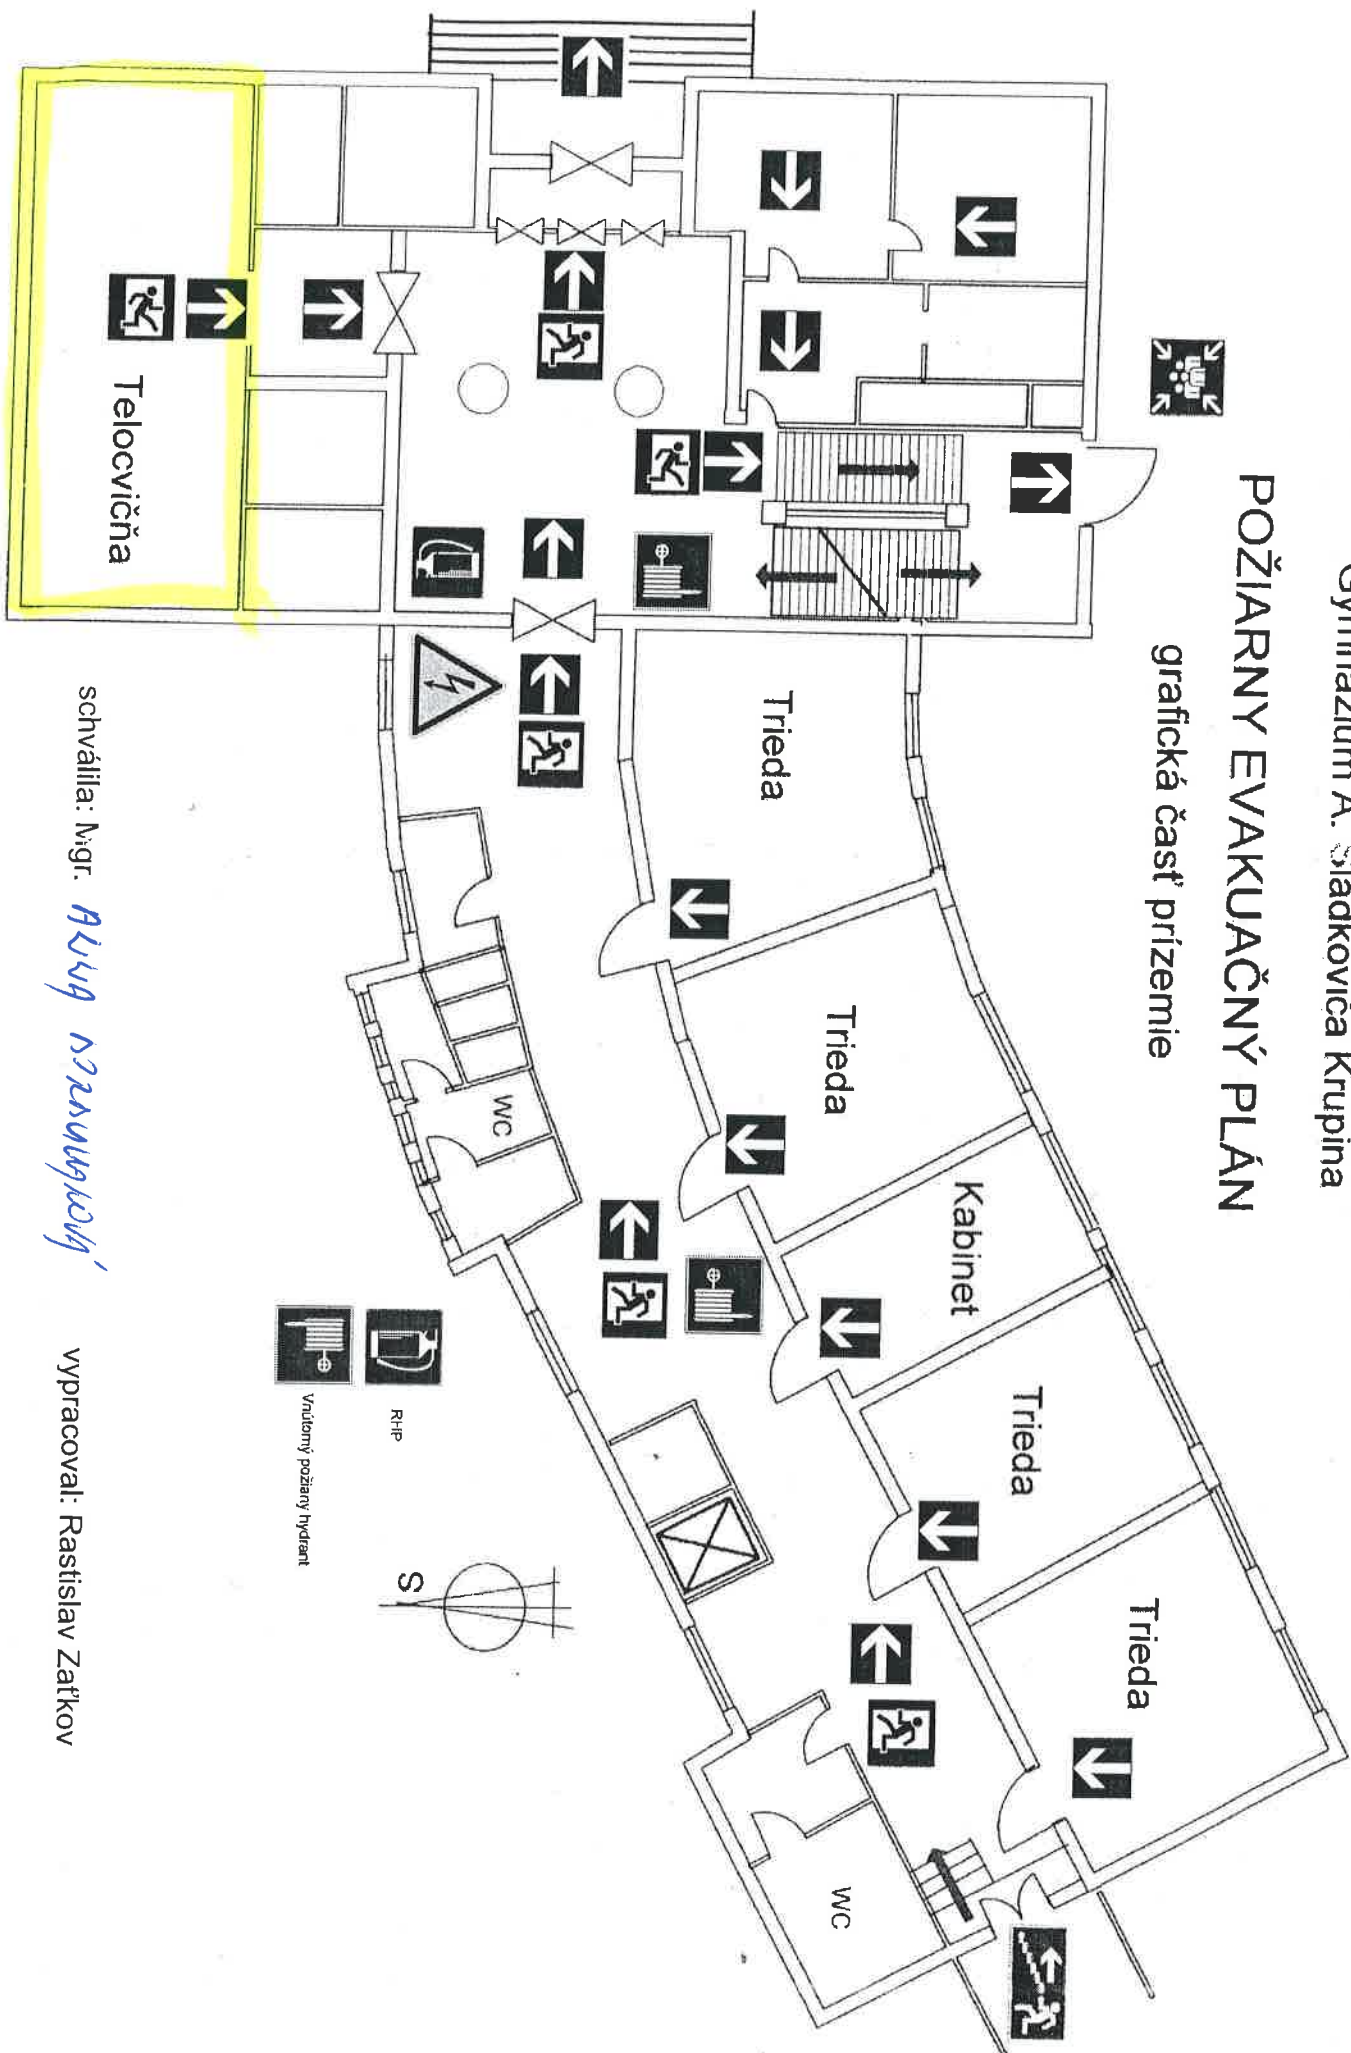 Gymnázium A. Sládkoviča Krupina
POŽIARNY EVAKUAČNÝ PLÁN
grafická časť prízemie
Trieda
Trieda
Kabinet
Trieda
Trieda
Telocvičňa
WC
WC
RHP
Vnútorný požiarny hydrant
S
schválila: Mgr.
vypracoval: Rastislav Zaťkov